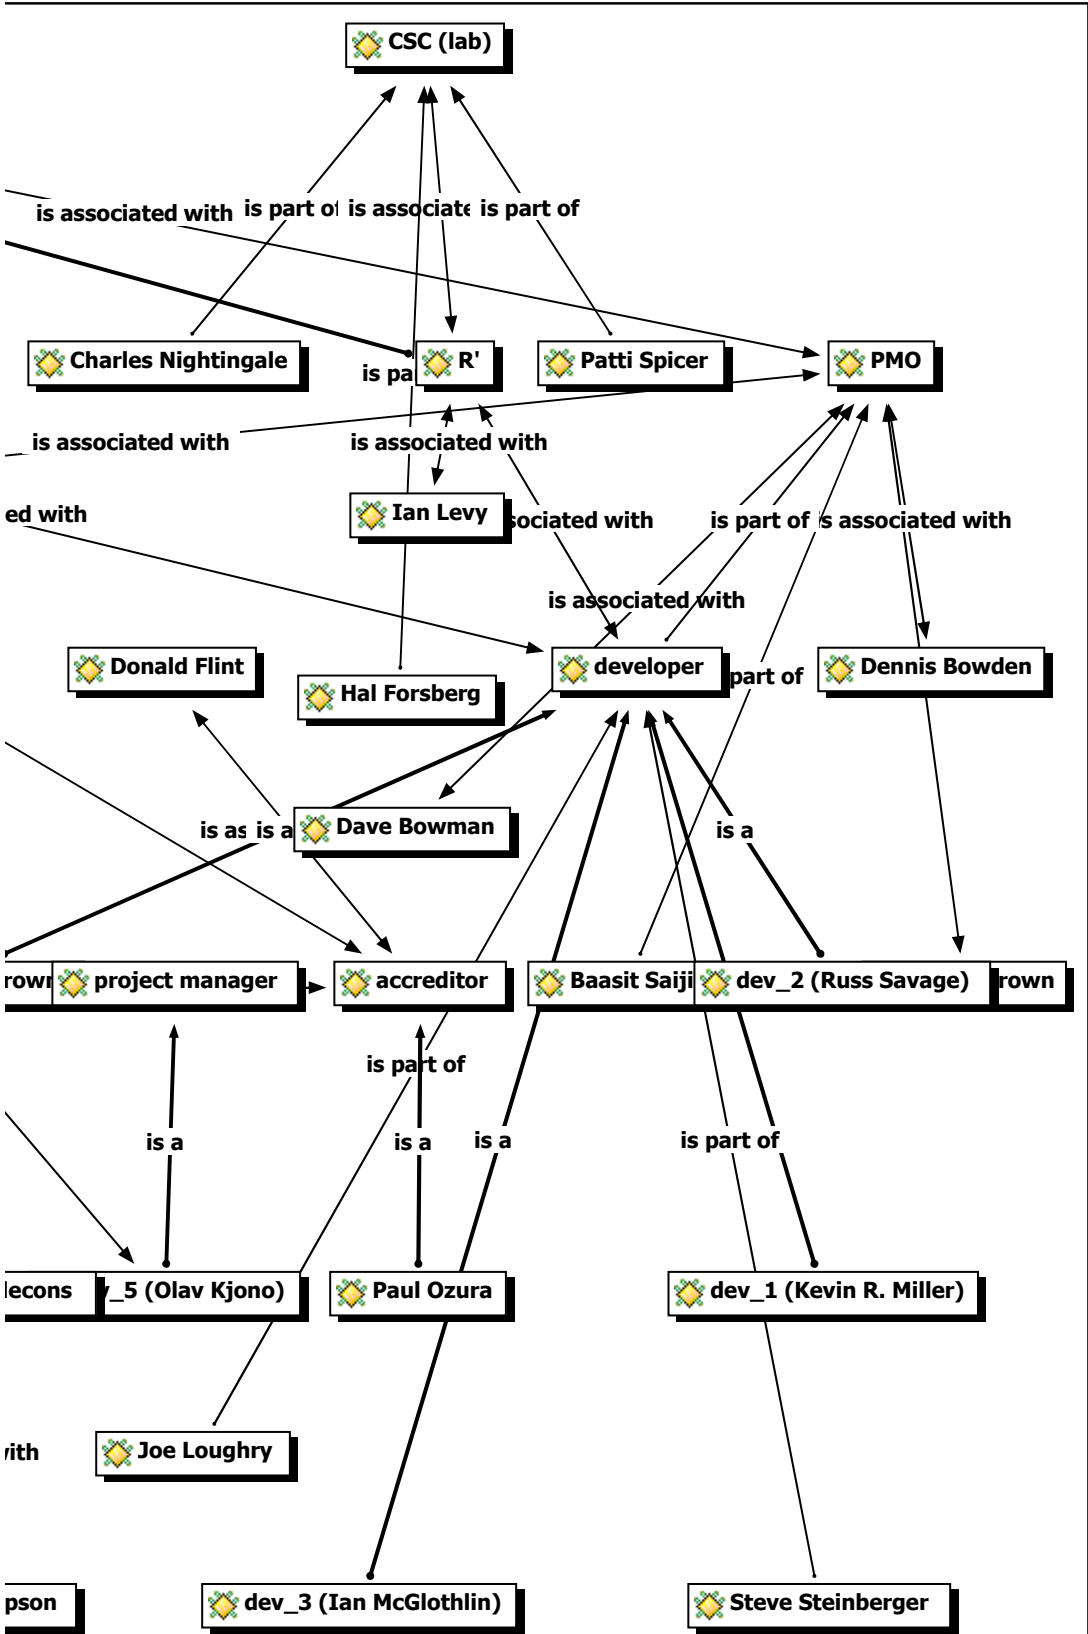 CSC (lab)
is associated with is part of is associate is part of
Charles Nightingale R' Patti Spicer PMO
is pa
is associated with is associated with
ed with Ian Levy sociated with is part of is associated with
is associated with
Donald Flint developer Dennis Bowden
part of
Hal Forsberg
is as is a Dave Bowman is a
rown project manager accreditor Baasit Saiji dev_2 (Russ Savage) rown
is part of
is a is a is a is part of
lecons v_5 (Olav Kjono) Paul Ozura dev_1 (Kevin R. Miller)
with Joe Loughry
pson dev_3 (Ian McGlothlin) Steve Steinberger